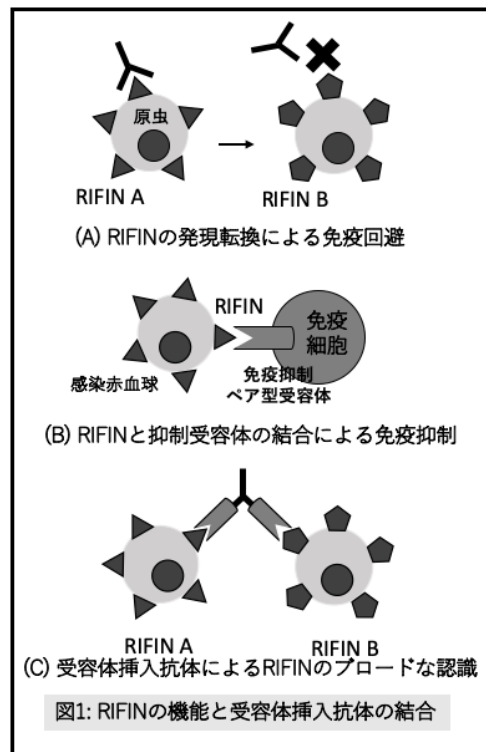 原虫
RIFIN A
RIFIN B
(A) RIFINの発現転換による免疫回避
RIFIN
免疫
細胞
感染赤血球
免疫抑制
ペア型受容体
(B) RIFINと抑制受容体の結合による免疫抑制
RIFIN A
RIFIN B
(C) 受容体挿入抗体によるRIFINのブロードな認識
図1: RIFINの機能と受容体挿入抗体の結合